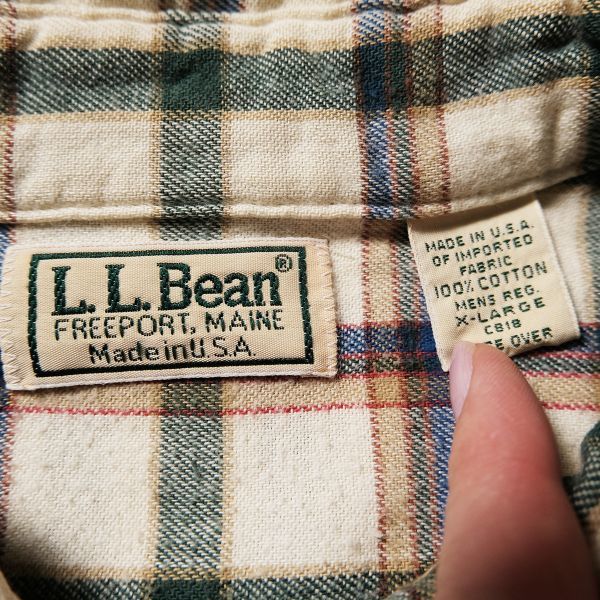 L.L.Bean®
FREEPORT, MAINE
Made in U.S.A.
MADE IN U.S.A.
OF IMPORTED
FABRIC
100% COTTON
MENS REG.
X-LARGE
CB18
OVER